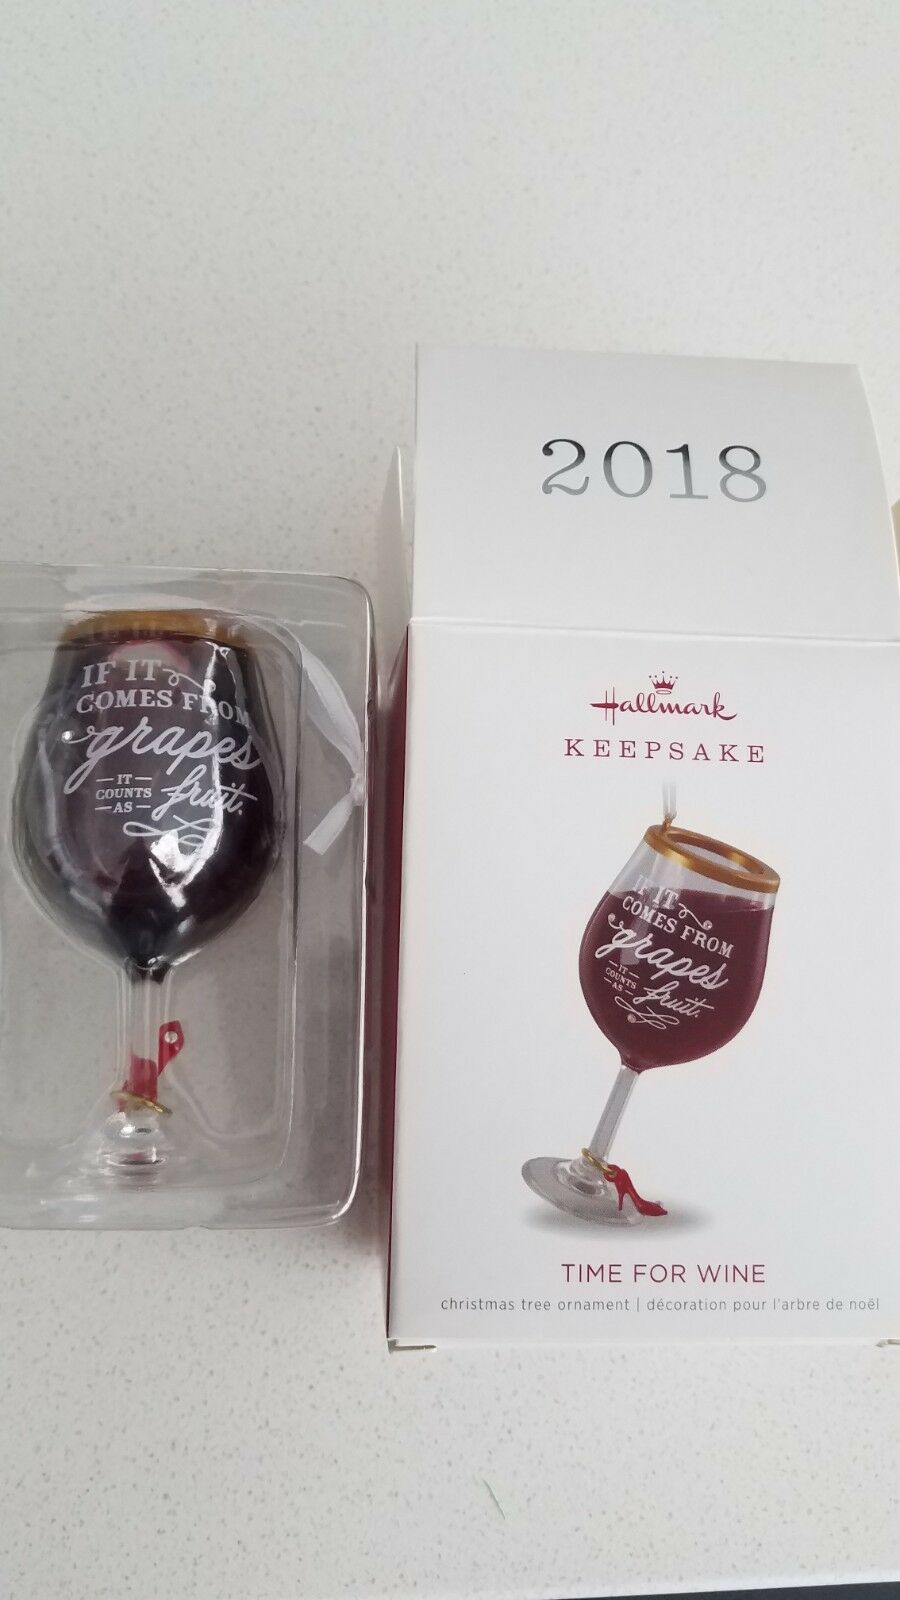 IF IT
COMES FROM
grapes
IT
COUNTS
AS
fruit.
2018
Hallmark
KEEPSAKE
IF IT
COMES FROM
grapes
IT
COUNTS
AS
fruit.
TIME FOR WINE
christmas tree ornament | décoration pour l'arbre de noël